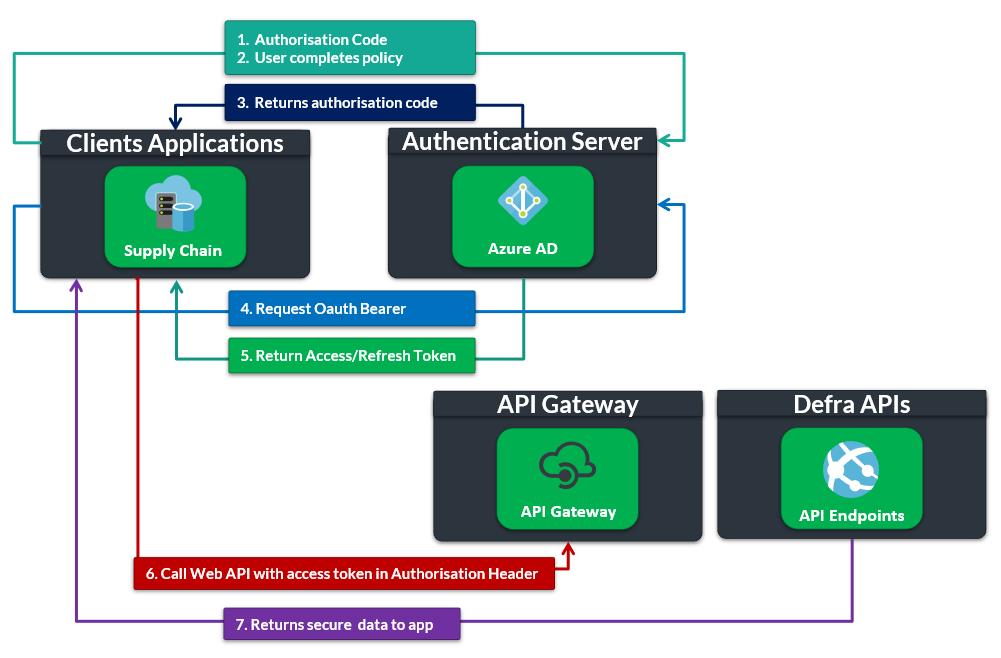 1. Authorisation Code
2. User completes policy
3. Returns authorisation code
Clients Applications
Authentication Server
Supply Chain
Azure AD
4. Request Oauth Bearer
5. Return Access/Refresh Token
API Gateway
Defra APIs
API Gateway
API Endpoints
6. Call Web API with access token in Authorisation Header
7. Returns secure data to app